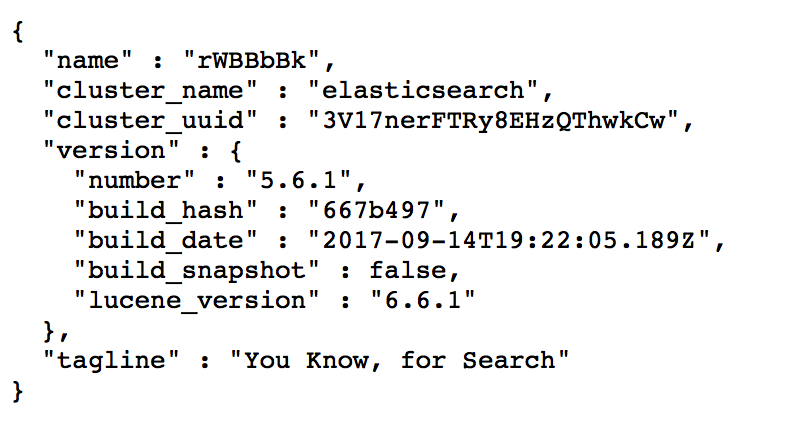 {
  "name" : "rWBBbBk",
  "cluster_name" : "elasticsearch",
  "cluster_uuid" : "3V17nerFTRy8EHzQThwkCw",
  "version" : {
    "number" : "5.6.1",
    "build_hash" : "667b497",
    "build_date" : "2017-09-14T19:22:05.189Z",
    "build_snapshot" : false,
    "lucene_version" : "6.6.1"
  },
  "tagline" : "You Know, for Search"
}